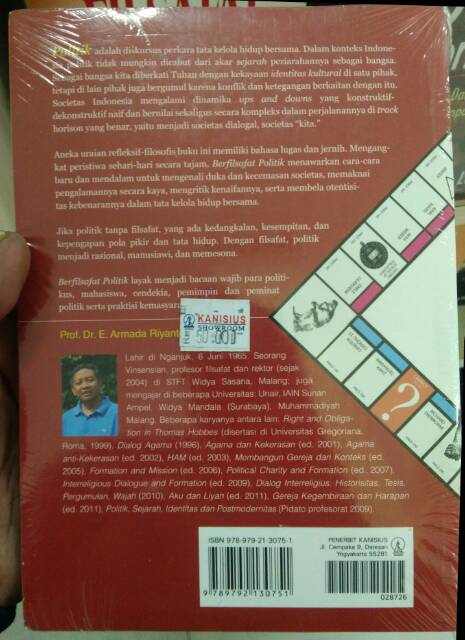 Politik adalah diskursus perkara tata kelola hidup bersama. Dalam konteks Indone-
politik tidak mungkin dicabut dari akar sejarah peziarahannya sebagai bangsa.
Sebagai bangsa kita diberkati Tuhan dengan kekayaan identitas kultural di satu pihak,
tetapi di lain pihak juga bergumul karena konflik dan ketegangan berkaitan dengan itu.
Societas Indonesia mengalami dinamika ups and downs yang konstruktif-
dekonstruktif naif dan bernilai sekaligus secara kompleks dalam perjalanannya di track
horison yang benar, yaitu menjadi societas dialogal, societas "kita."
Aneka uraian reflektif-filosofis buku ini memiliki bahasa lugas dan jernih. Mengang-
kat peristiwa sehari-hari secara tajam, Berfilsafat Politik menawarkan cara-cara
baru dan mendalam untuk mengenali duka dan kecemasan societas, memaknai
pengalamannya secara kaya, mengritik kenaifannya, serta membela otentisi-
tas kebenarannya dalam tata kelola hidup bersama.
Jika politik tanpa filsafat, yang ada kedangkalan, kesempitan, dan
kepengapan pola pikir dan tata hidup. Dengan filsafat, politik
menjadi rasional, manusiawi, dan memesona.
Berfilsafat Politik layak menjadi bacaan wajib para politi-
kus, mahasiswa, cendekia, pemimpin dan peminat
politik serta praktisi kemasyara
KANISIUS
SHOWROOM
Prof. Dr. E. Armada Riyanto
Lahir di Nganjuk, 6 Juni 1965. Seorang
Vinsensian, profesor filsafat dan rektor (sejak
2004) di STFT Widya Sasana, Malang; juga
mengajar di beberapa Universitas: Unair, IAIN Sunan
Ampel, Widya Mandala (Surabaya), Muhammadiyah
Malang. Beberapa karyanya antara lain: Right and Obliga-
tion in Thomas Hobbes (disertasi di Universitas Gregoriana,
Roma, 1999), Dialog Agama (1996), Agama dan Kekerasan (ed. 2001), Agama
anti-Kekerasan (ed. 2002), HAM (2003), Membangun Gereja dari Konteks (ed.
2005), Formation and Mission (ed. 2006), Political Charity and Formation (ed., 2007),
Interreligious Dialogue and Formation (ed. 2009), Dialog Interreligius. Historisitas, Tesis,
Pergumulan, Wajah (2010), Aku dan Liyan (ed. 2011), Gereja Kegembiraan dan Harapan
(ed. 2011), Politik, Sejarah, Identitas dan Postmodernitas (Pidato profesorat 2009).
ISBN 978-979-21-3075-1
9789792130751
PENERBIT KANISIUS
Jl. Cempaka 9, Deresan
Yogyakarta 55281
028726